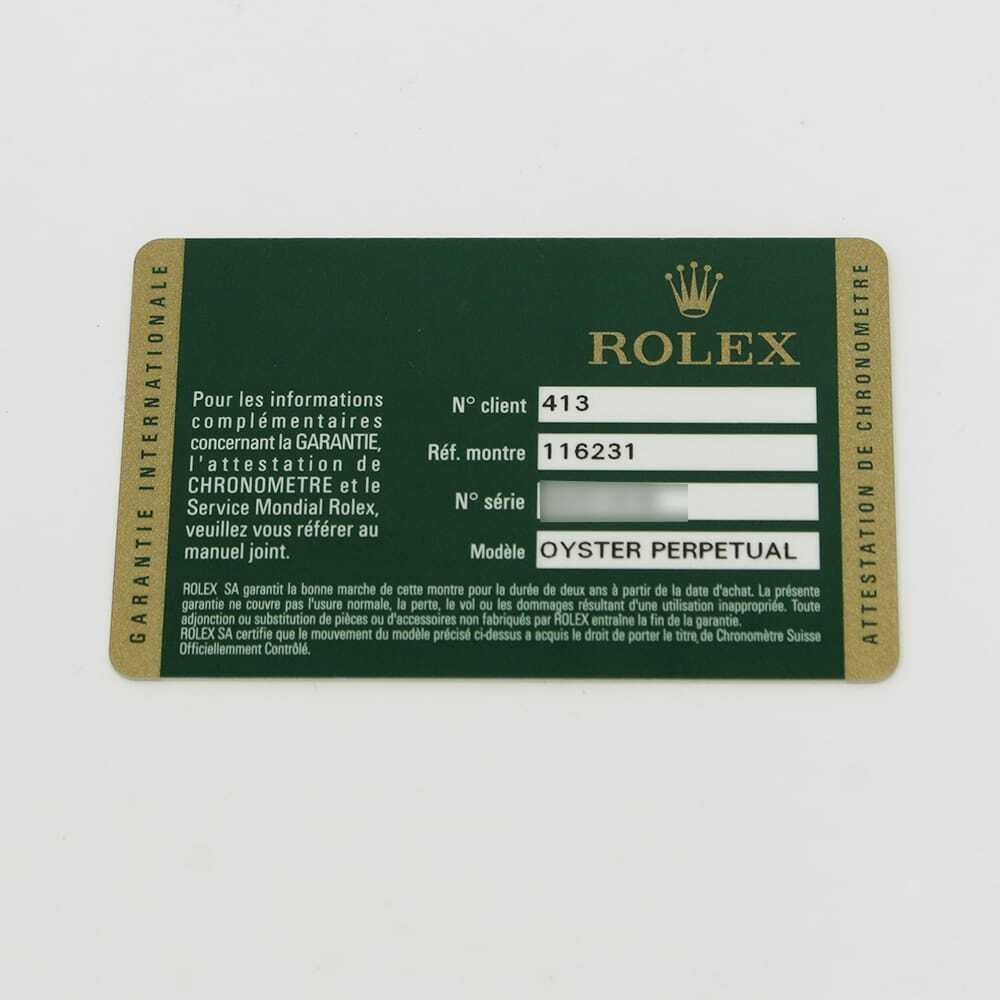 GARANTIE INTERNATIONALE
ROLEX
Pour les informations
complémentaires
concernant la GARANTIE,
l'attestation de
CHRONOMETRE et le
Service Mondial Rolex,
veuillez vous référer au
manuel joint.
N° client 413
Réf. montre 116231
N° série
Modèle OYSTER PERPETUAL
ROLEX SA garantit la bonne marche de cette montre pour la durée de deux ans à partir de la date d'achat. La présente
garantie ne couvre pas l'usure normale, la perte, le vol ou les dommages résultant d'une utilisation inappropriée. Toute
adjonction ou substitution de pièces ou d'accessoires non fabriqués par ROLEX entraîne la fin de la garantie.
ROLEX SA certifie que le mouvement du modèle précisé ci-dessus a acquis le droit de porter le titre de Chronomètre Suisse
Officiellement Contrôlé.
ATTESTATION DE CHRONOMETRE